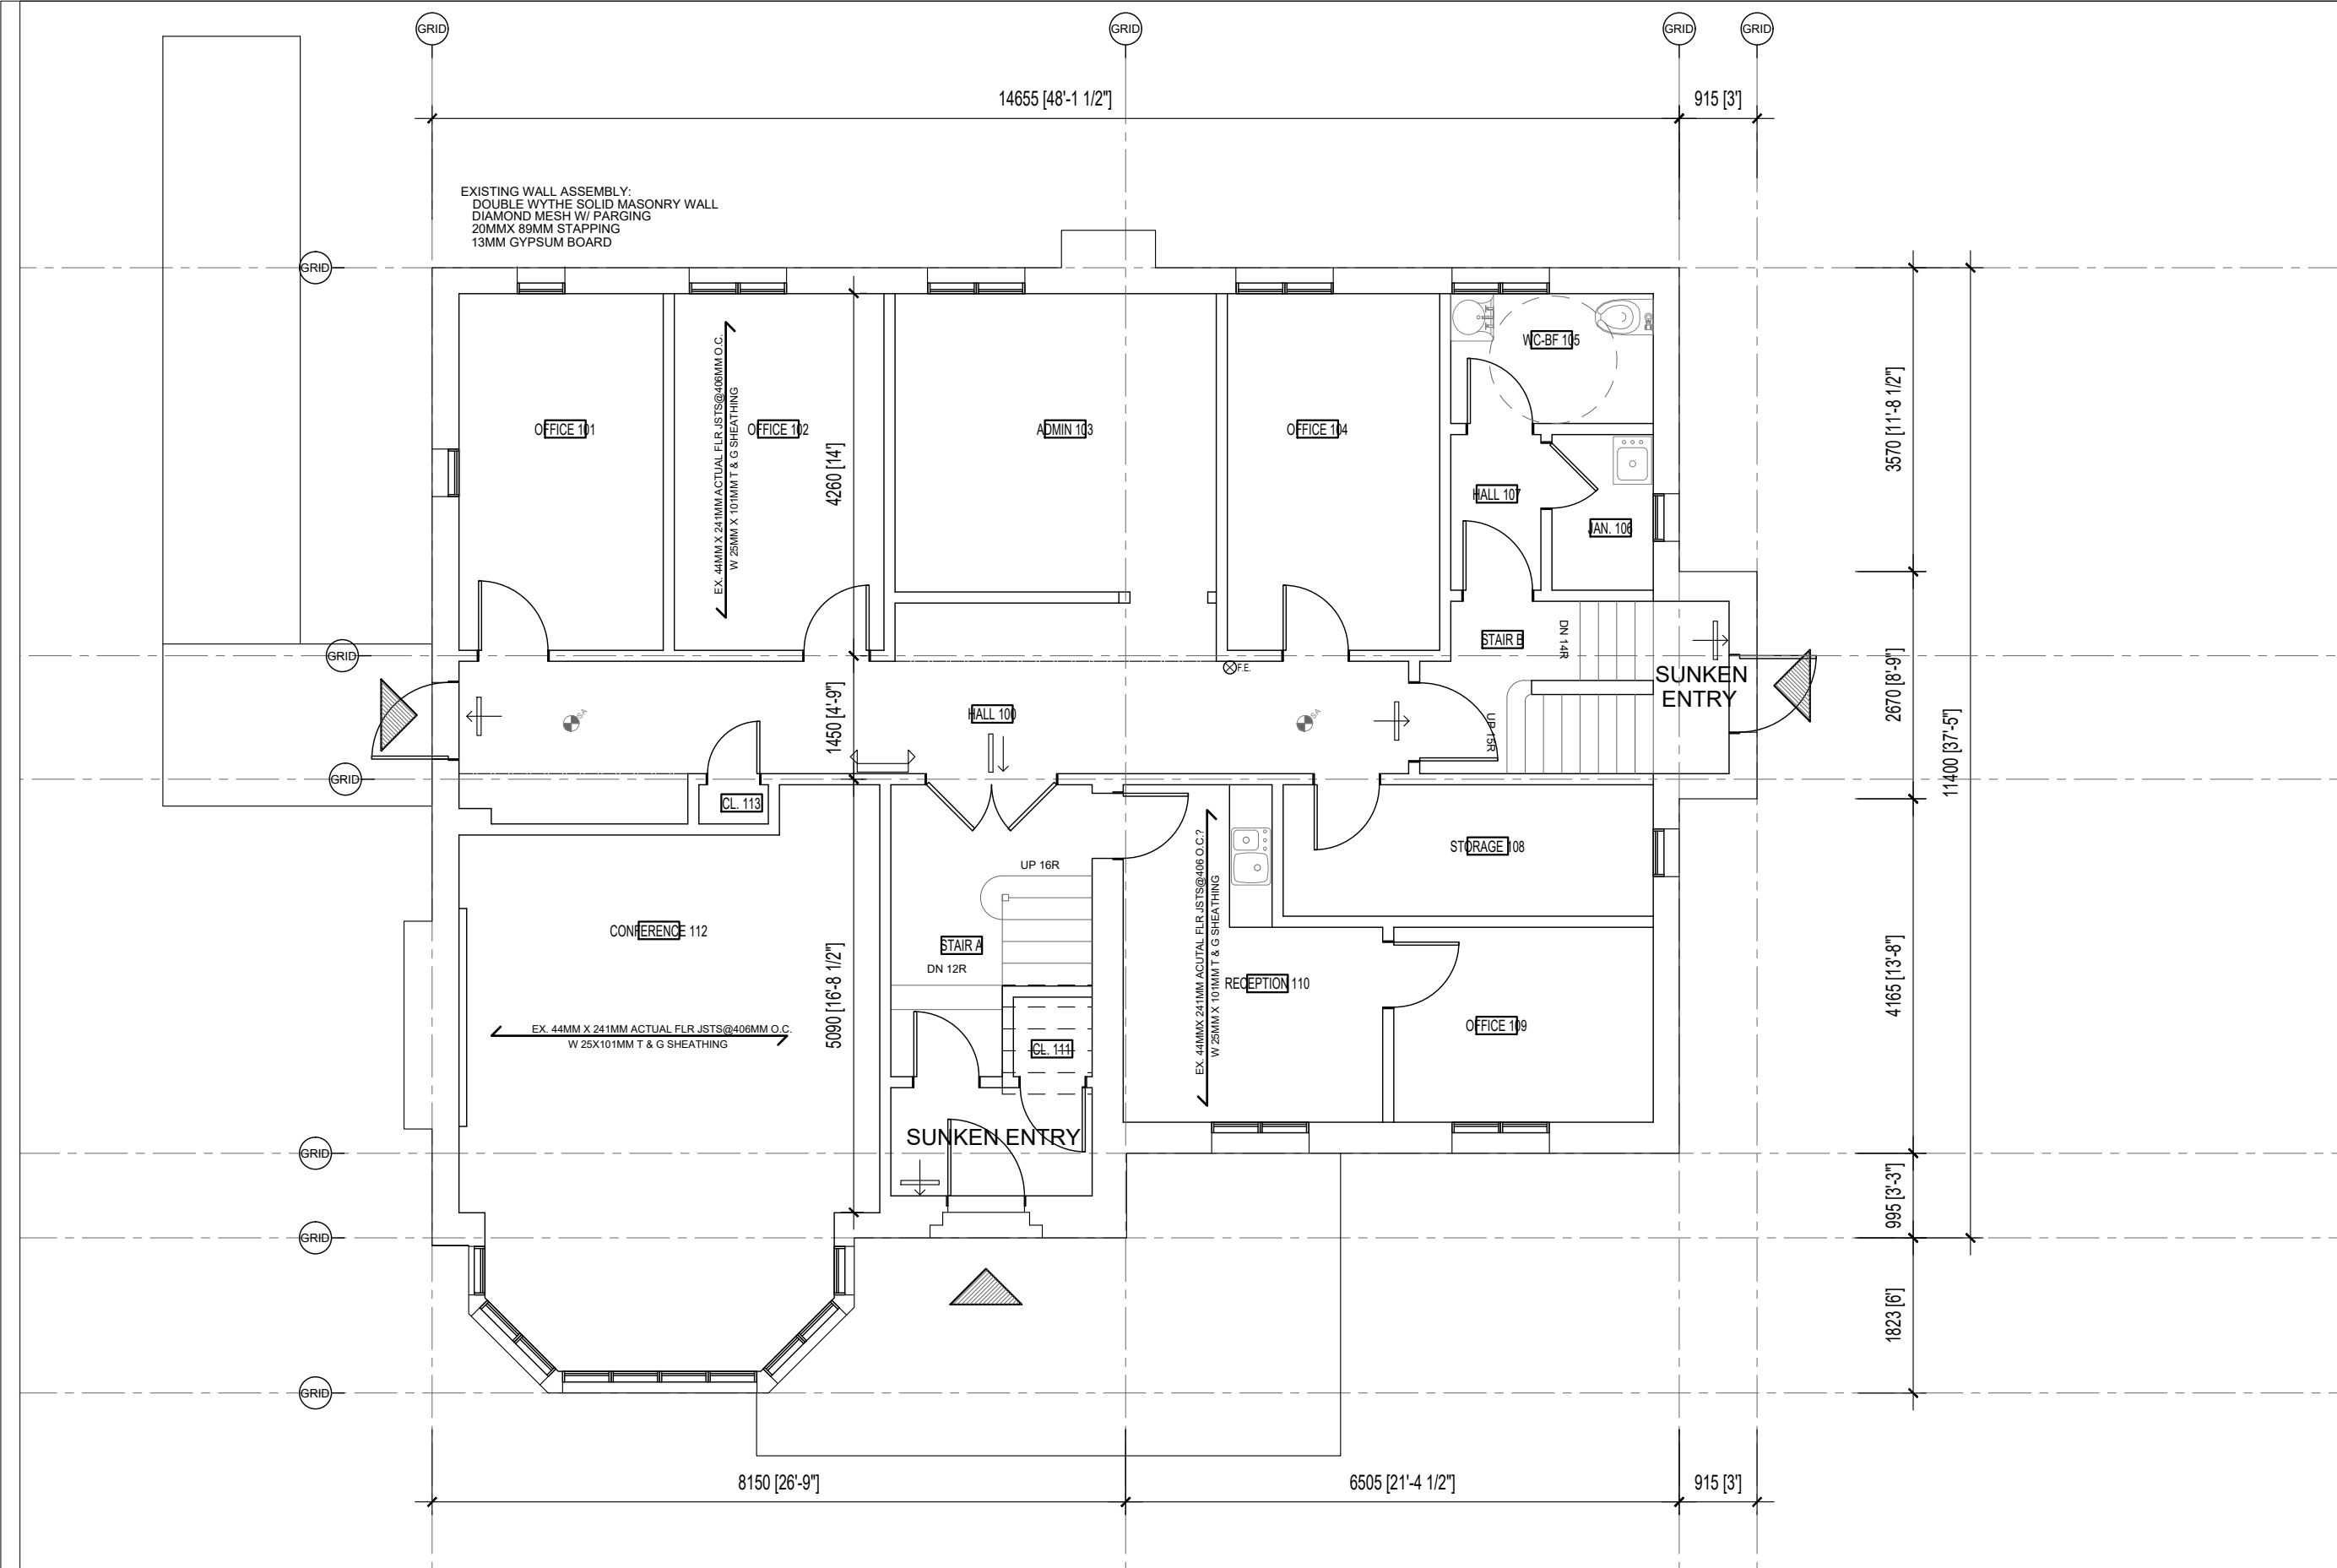 GRID
GRID
GRID
GRID
14655 [48'-1 1/2"]
915 [3']
EXISTING WALL ASSEMBLY:
DOUBLE WYTHE SOLID MASONRY WALL
DIAMOND MESH W/ PARGING
20MMX 89MM STAPPING
13MM GYPSUM BOARD
GRID
WC-BF 105
OFFICE 101
EX. 44MM X 241MM ACTUAL FLR JSTS@406MM O.C.
W 25MM X 101MM T & G SHEATHING
OFFICE 102
4260 [14']
ADMIN 103
OFFICE 104
3570 [11'-8 1/2"]
HALL 107
JAN. 106
GRID
STAIR B
DN 14R
F.E.
SUNKEN
ENTRY
2670 [8'-9"]
11400 [37'-5"]
SA
1450 [4'-9"]
HALL 100
SA
UP 15R
GRID
CL. 113
STORAGE 108
UP 16R
EX. 44MMX 241MM ACUTAL FLR JSTS@406 O.C.?
W 25MM X 101MM T & G SHEATHING
CONFERENCE 112
STAIR A
DN 12R
5090 [16'-8 1/2"]
RECEPTION 110
4165 [13'-8"]
EX. 44MM X 241MM ACTUAL FLR JSTS@406MM O.C.
W 25X101MM T & G SHEATHING
CL. 111
OFFICE 109
SUNKEN ENTRY
GRID
995 [3'-3"]
GRID
1823 [6']
GRID
8150 [26'-9"]
6505 [21'-4 1/2"]
915 [3']